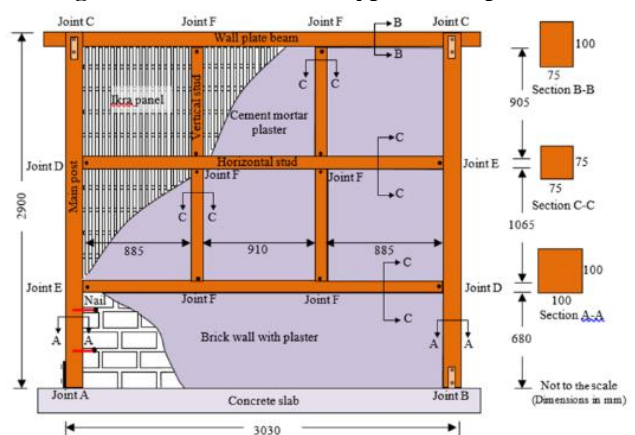 Joint C
Joint F
Joint F
Joint C
Wall plate beam
B
B
100
75
Section B-B
Ikra panel
Vertical stud
C
C
Cement mortar
plaster
C
905
Joint D
Horizontal stud
Joint E
75
75
Section C-C
Main post
Joint F
Joint F
C
C
C
2900
885
910
885
1065
C
100
100
Section A-A
Joint E
Nail
Joint F
Joint F
Joint D
C
A
A
Brick wall with plaster
A
A
680
Joint A
Concrete slab
Joint B
Not to the scale
(Dimensions in mm)
3030